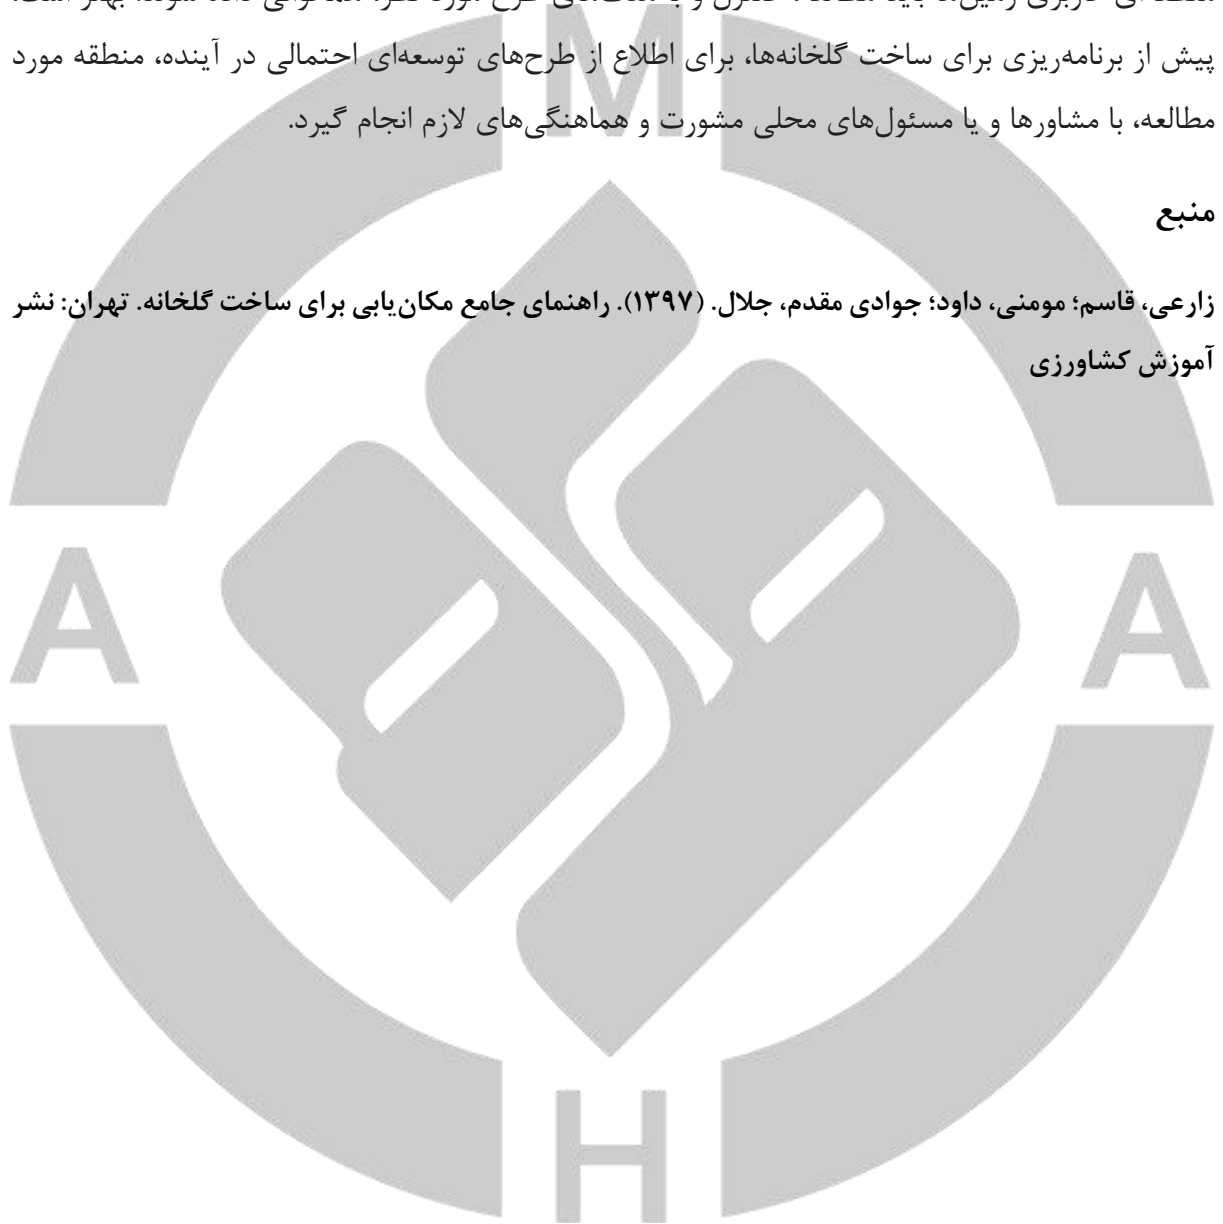 پیش از برنامه‌ریزی برای ساخت گلخانه‌ها، برای اطلاع از طرح‌های توسعه‌ای احتمالی در آینده، منطقه مورد
مطالعه، با مشاورها و یا مسئول‌های محلی مشورت و هماهنگی‌های لازم انجام گیرد.
منبع
زارعی، قاسم؛ مومنی، داود؛ جوادی مقدم، جلال. (۱۳۹۷). راهنمای جامع مکان‌یابی برای ساخت گلخانه. تهران: نشر
آموزش کشاورزی
M
A
A
H